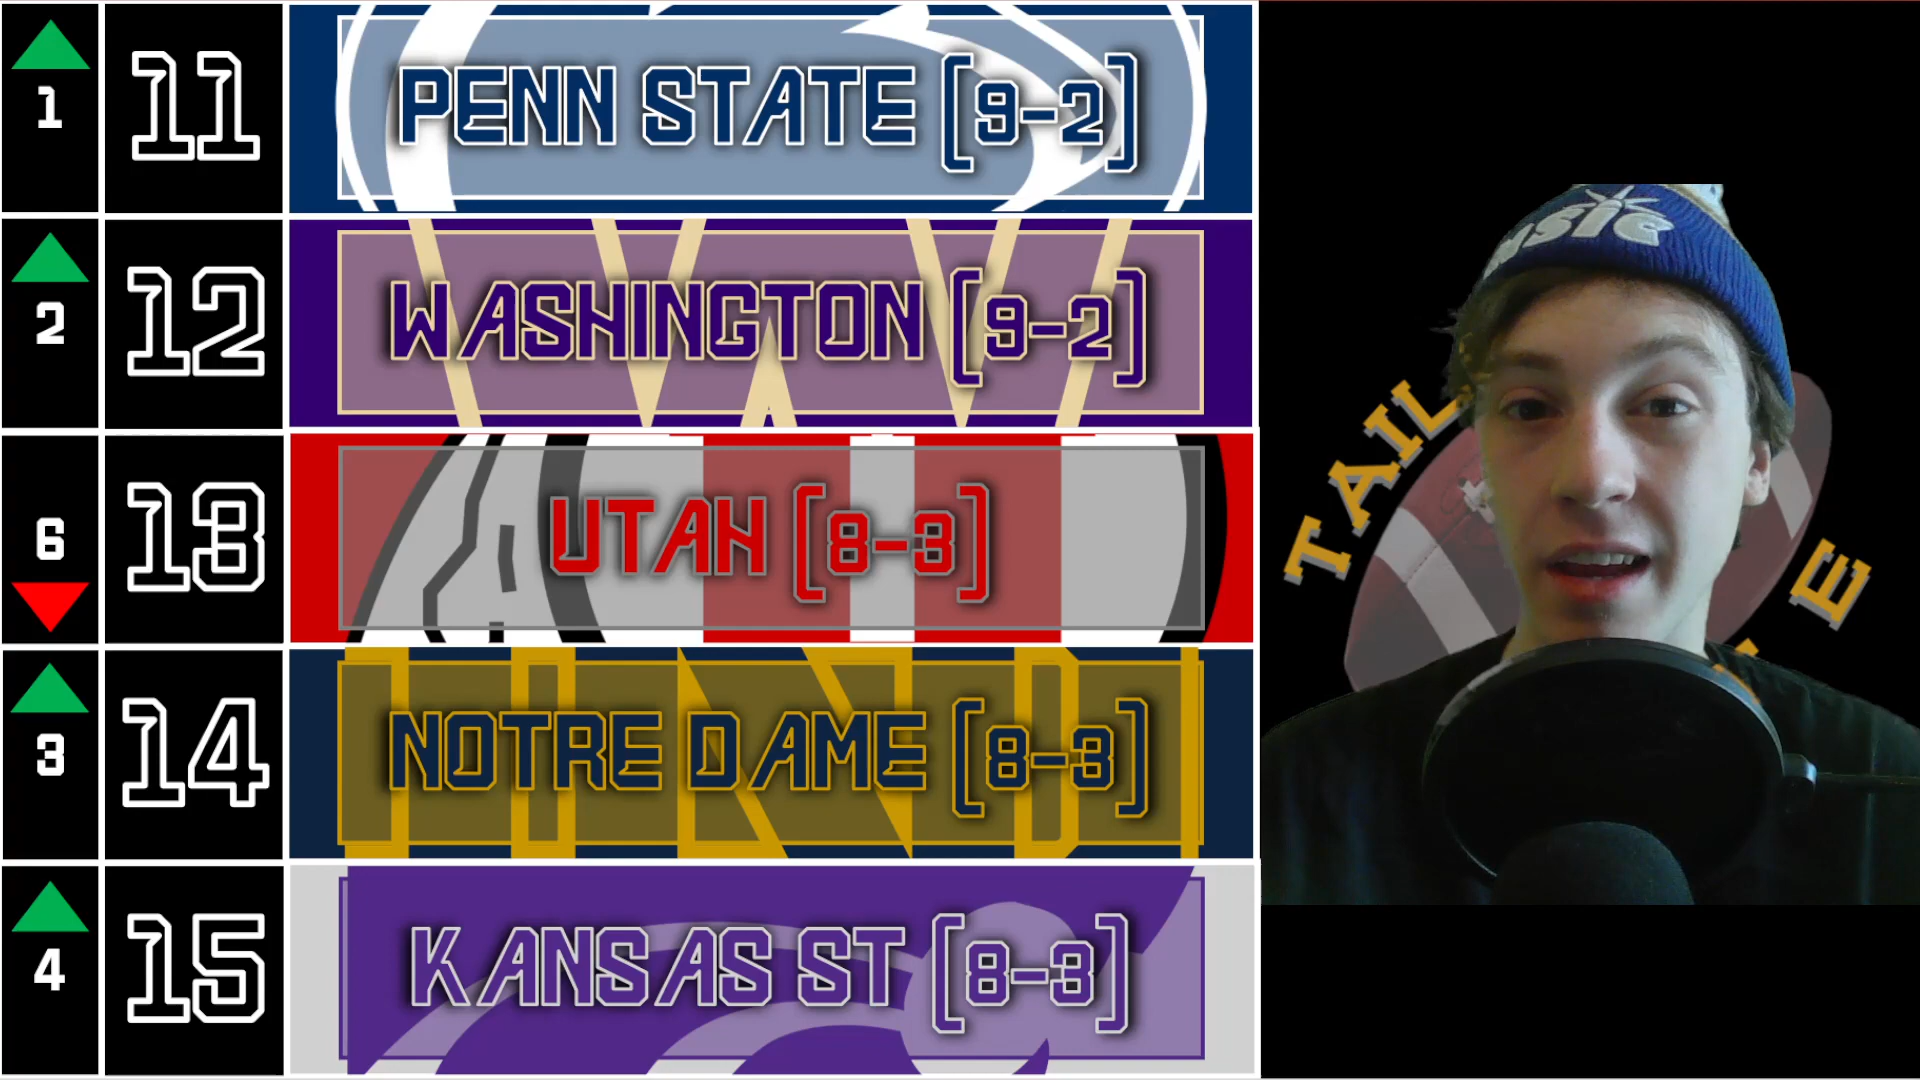 1 11 PENN STATE [9-2]
2 12 WASHINGTON [9-2]
6 13 UTAH [8-3]
14 NOTRE DAME [8-3]
3
4 15 KANSAS ST [8-3]
TAIL
E